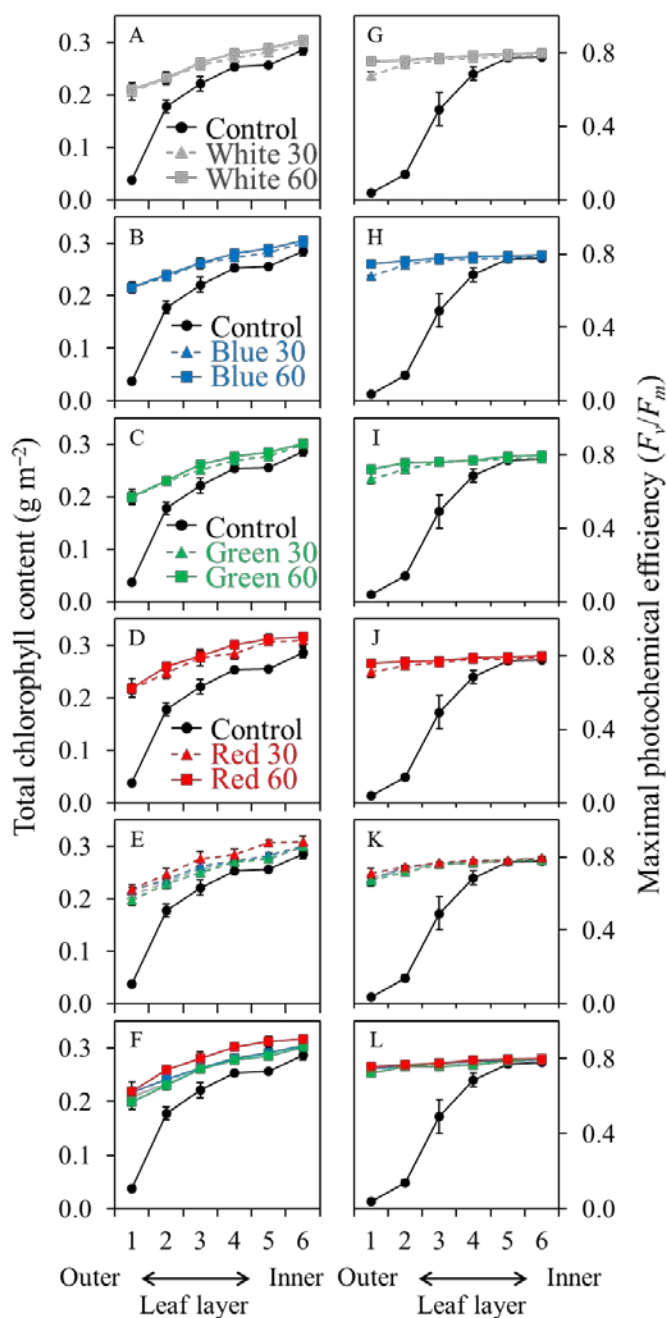 Total chlorophyll content (g m⁻²)
A
0.3
0.2
0.1
0.0
Control
White 30
White 60
B
0.3
0.2
0.1
0.0
Control
Blue 30
Blue 60
C
0.3
0.2
0.1
0.0
Control
Green 30
Green 60
D
0.3
0.2
0.1
0.0
Control
Red 30
Red 60
E
0.3
0.2
0.1
0.0
F
0.3
0.2
0.1
0.0
1 2 3 4 5 6
Outer Inner
Leaf layer
G
0.8
0.4
0.0
H
0.8
0.4
0.0
I
0.8
0.4
0.0
J
0.8
0.4
0.0
K
0.8
0.4
0.0
L
0.8
0.4
0.0
1 2 3 4 5 6
Outer Inner
Leaf layer
Maximal photochemical efficiency (Fv/Fm)